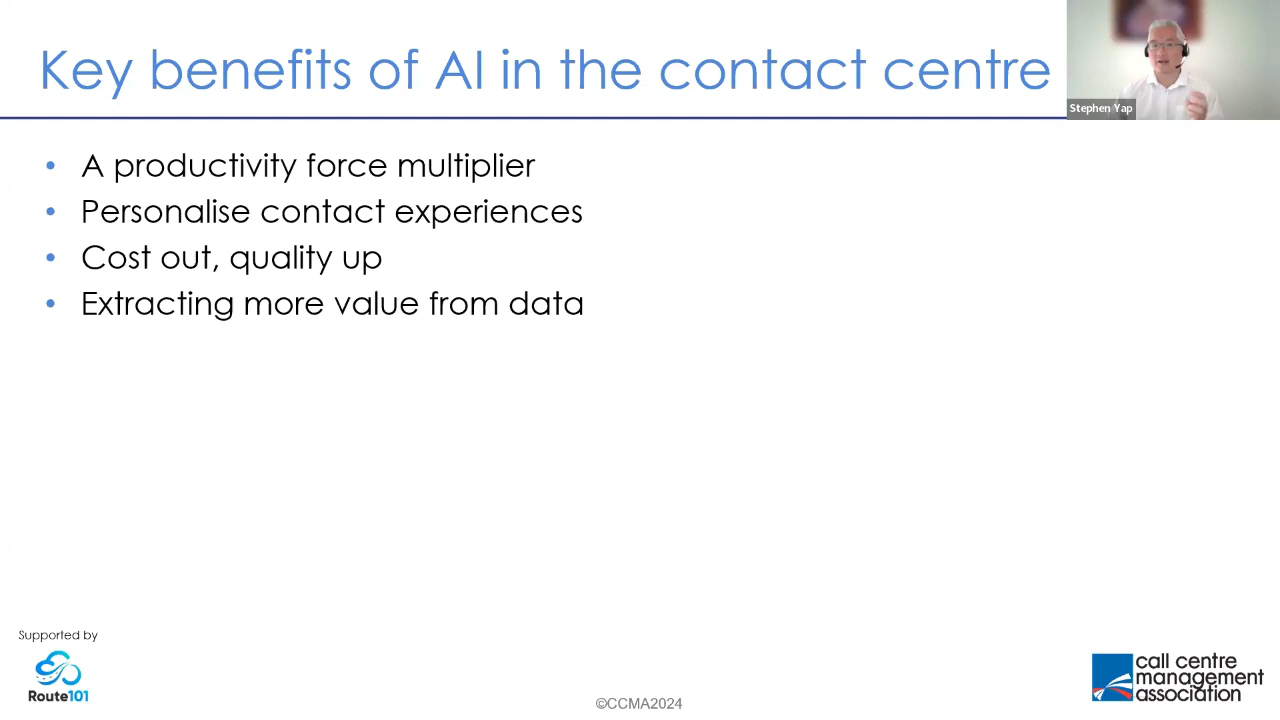 Key benefits of AI in the contact centre
Stephen Yap
A productivity force multiplier
Personalise contact experiences
Cost out, quality up
Extracting more value from data
Supported by
Route101
©CCMA2024
call centre
management
association